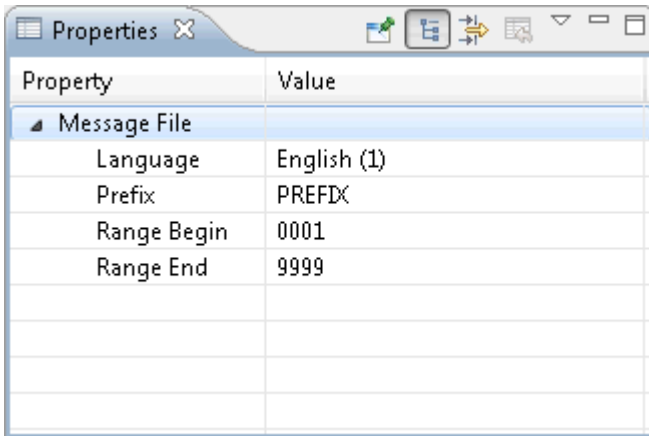 Properties
Property Value
Message File
Language English (1)
Prefix PREFIX
Range Begin 0001
Range End 9999